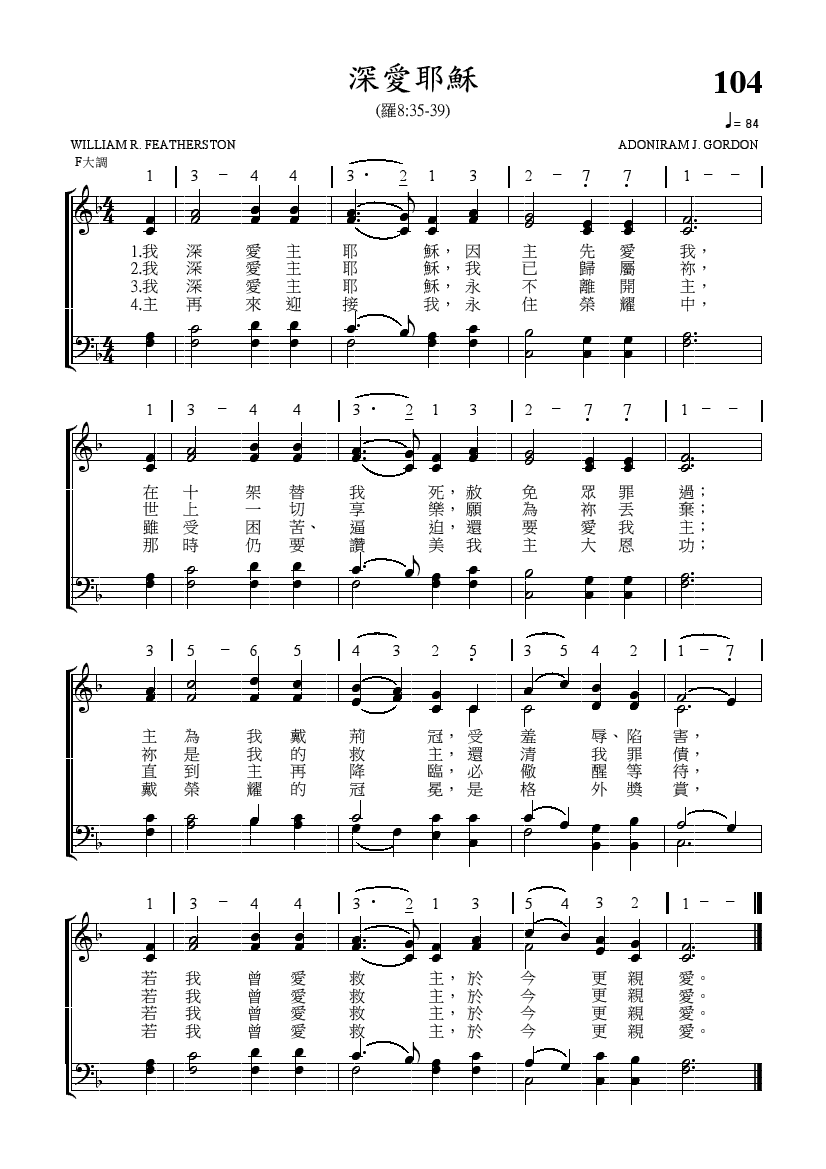 深愛耶穌
104
(羅8:35-39)
♩= 84
WILLIAM R. FEATHERSTON ADONIRAM J. GORDON
F大調
1 | 3 - 4 4 | 3 · 2 1 3 | 2 - 7 7 | 1 - - |
1.我 深 愛 主 耶 穌，因 主 先 愛 我，
2.我 深 愛 主 耶 穌，我 已 歸 屬 祢，
3.我 深 愛 主 耶 穌，永 不 離 開 主，
4.主 再 來 迎 接 我，永 住 榮 耀 中，
1 | 3 - 4 4 | 3 · 2 1 3 | 2 - 7 7 | 1 - - |
在 十 架 替 我 死，赦 免 眾 罪 過；
世 上 一 切 享 樂，願 為 祢 丟 棄；
雖 受 困 苦、 逼 迫，還 要 愛 我 主；
那 時 仍 要 讚 美 我 主 大 恩 功；
3 | 5 - 6 5 | 4 3 2 5 | 3 5 4 2 | 1 - 7 |
主 為 我 戴 荊 冠，受 羞 辱、陷 害，
祢 是 我 的 救 主，還 清 我 罪 債，
直 到 主 再 降 臨，必 儆 醒 等 待，
戴 榮 耀 的 冠 冕，是 格 外 獎 賞，
1 | 3 - 4 4 | 3 · 2 1 3 | 5 4 3 2 | 1 - - |
若 我 曾 愛 救 主，於 今 更 親 愛。
若 我 曾 愛 救 主，於 今 更 親 愛。
若 我 曾 愛 救 主，於 今 更 親 愛。
若 我 曾 愛 救 主，於 今 更 親 愛。